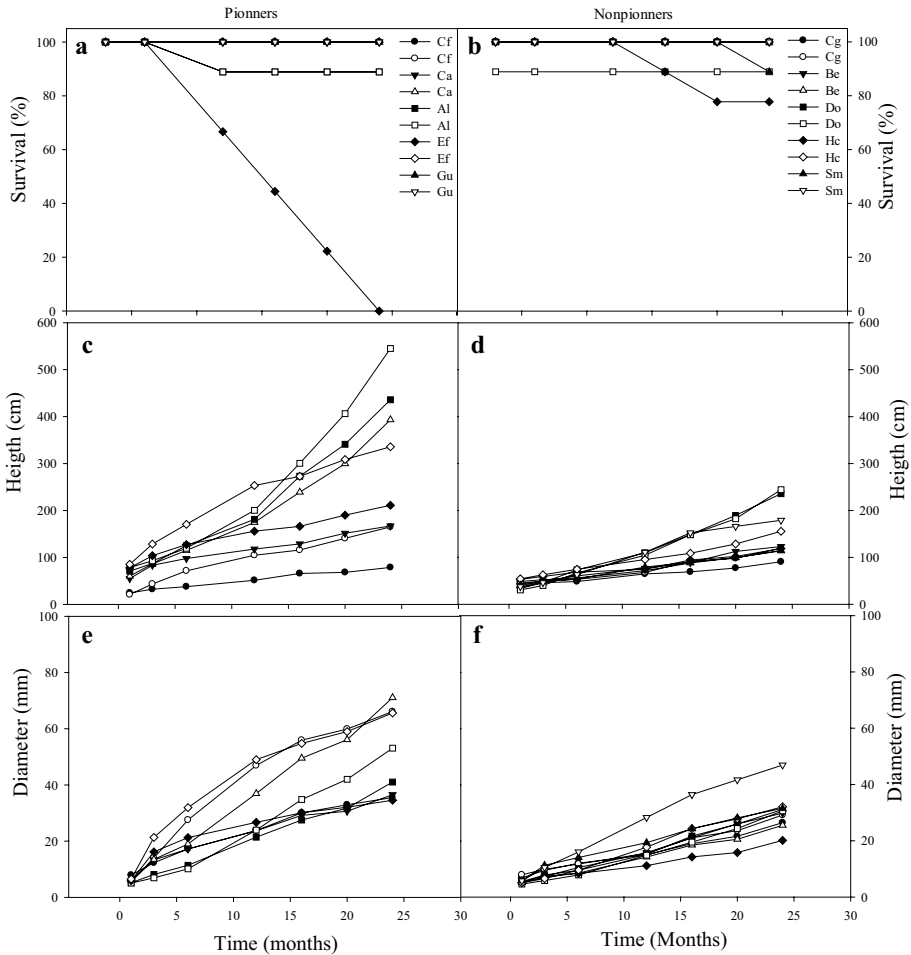 Pionners
Nonpionners
a
b
100
80
60
40
20
0
Survival (%)
Cf
Cf
Ca
Ca
Al
Al
Ef
Ef
Gu
Gu
Cg
Cg
Be
Be
Do
Do
Hc
Hc
Sm
Sm
100
80
60
40
20
0
Survival (%)
c
d
600
500
400
300
200
100
0
Heigth (cm)
600
500
400
300
200
100
0
Heigth (cm)
e
f
100
80
60
40
20
0
Diameter (mm)
100
80
60
40
20
0
Diameter (mm)
0 5 10 15 20 25 30
0 5 10 15 20 25 30
Time (months)
Time (Months)